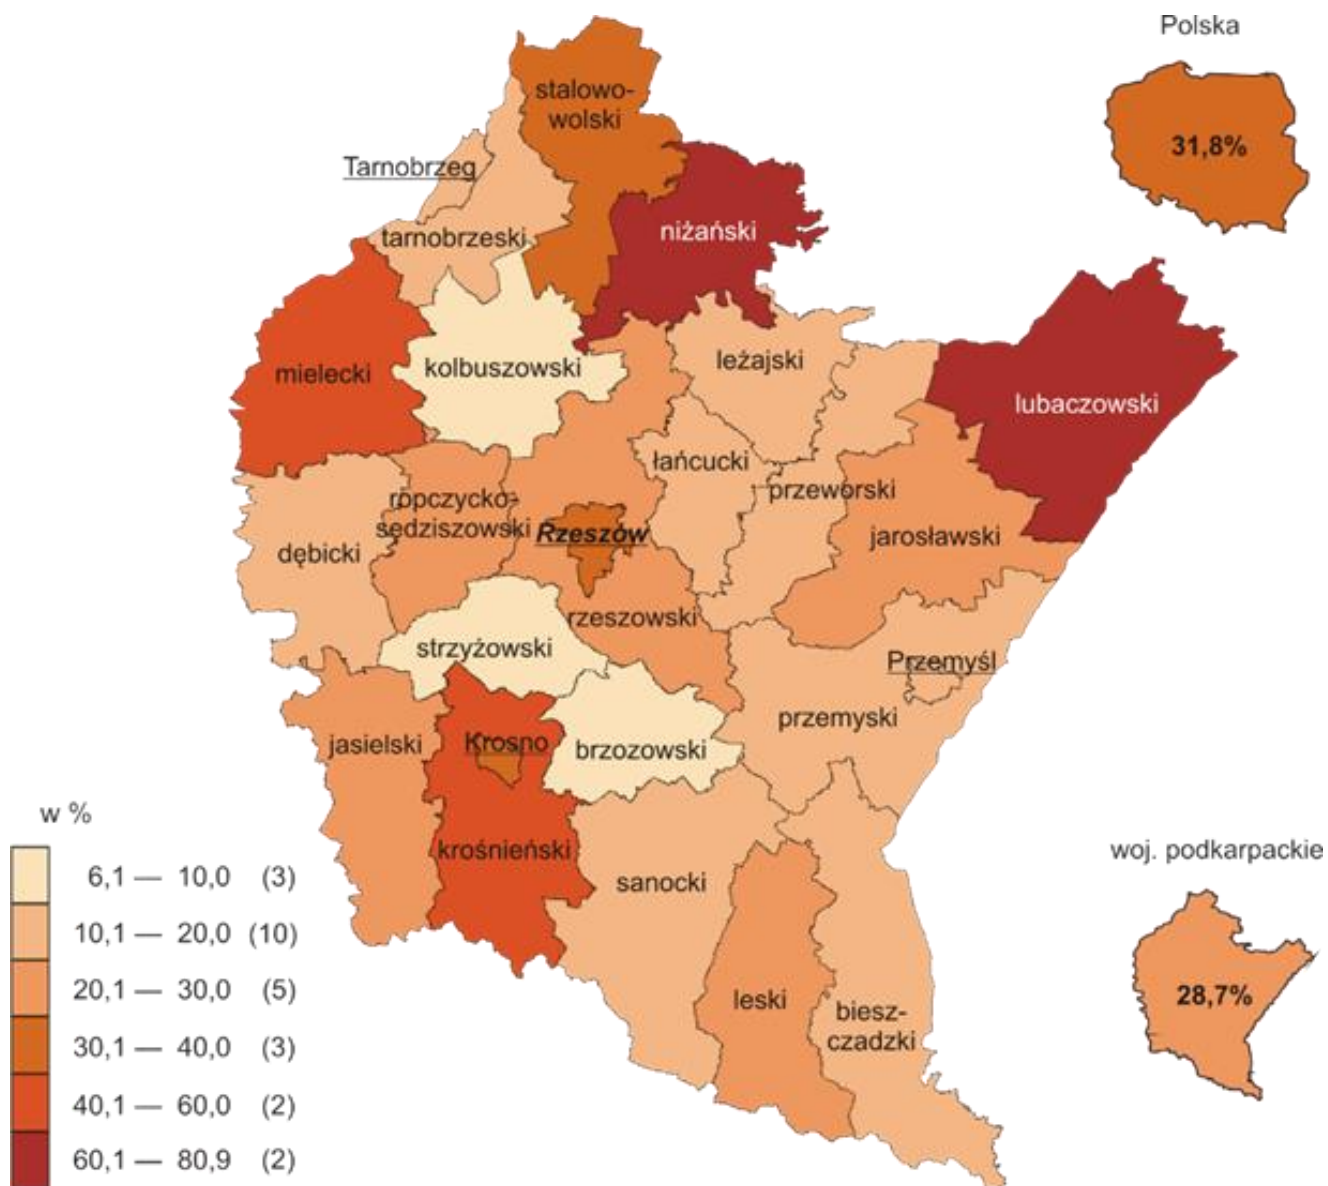 Polska
31,8%
stalowo-
wolski
Tarnobrzeg
niżański
tarnobrzeski
mielecki
kolbuszowski
leżajski
lubaczowski
łańcucki
przeworski
ropczycko-
sędziszowski
Rzeszów
jarosławski
dębicki
rzeszowski
strzyżowski
Przemyśl
przemyski
jasielski
Krosno
brzozowski
krośnieński
sanocki
leski
biesz-
czadzki
w %
6,1 — 10,0 (3)
10,1 — 20,0 (10)
20,1 — 30,0 (5)
30,1 — 40,0 (3)
40,1 — 60,0 (2)
60,1 — 80,9 (2)
woj. podkarpackie
28,7%